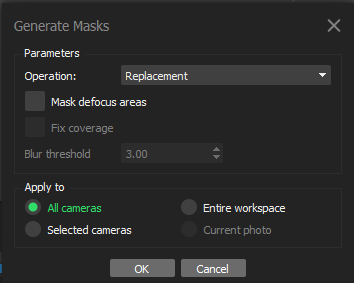 Generate Masks
Parameters
Operation: Replacement
Mask defocus areas
Fix coverage
Blur threshold 3.00
Apply to
All cameras Entire workspace
Selected cameras Current photo
OK Cancel